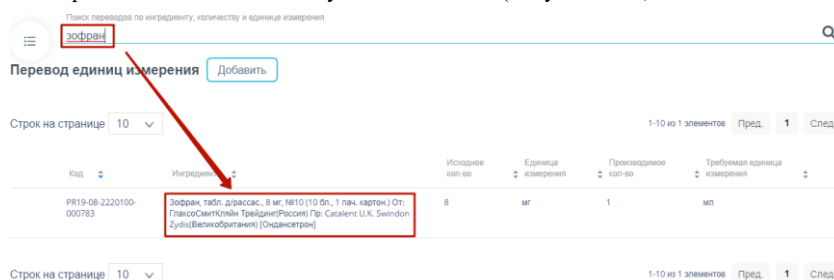 Поиск переводов по ингредиенту, количеству и единице измерения
зофран
Перевод единиц измерения Добавить
Строк на странице 10 1-10 из 1 элементов Пред. 1 След
Код Ингредиент Исходное кол-во Единица измерения Производимое кол-во Требуемая единица измерения
PR19-08-2220100-000783 8 мг 1 мл
Зофран, табл. д/рассас., 8 мг, №10 (10 бл., 1 пач. картон.) От:
ГлаксоСмитКляйн Трейдинг(Россия) Пр: Catalent U.K. Swindon
Zydis(Великобритания) [Ондансетрон]
Строк на странице 10 1-10 из 1 элементов Пред. 1 След